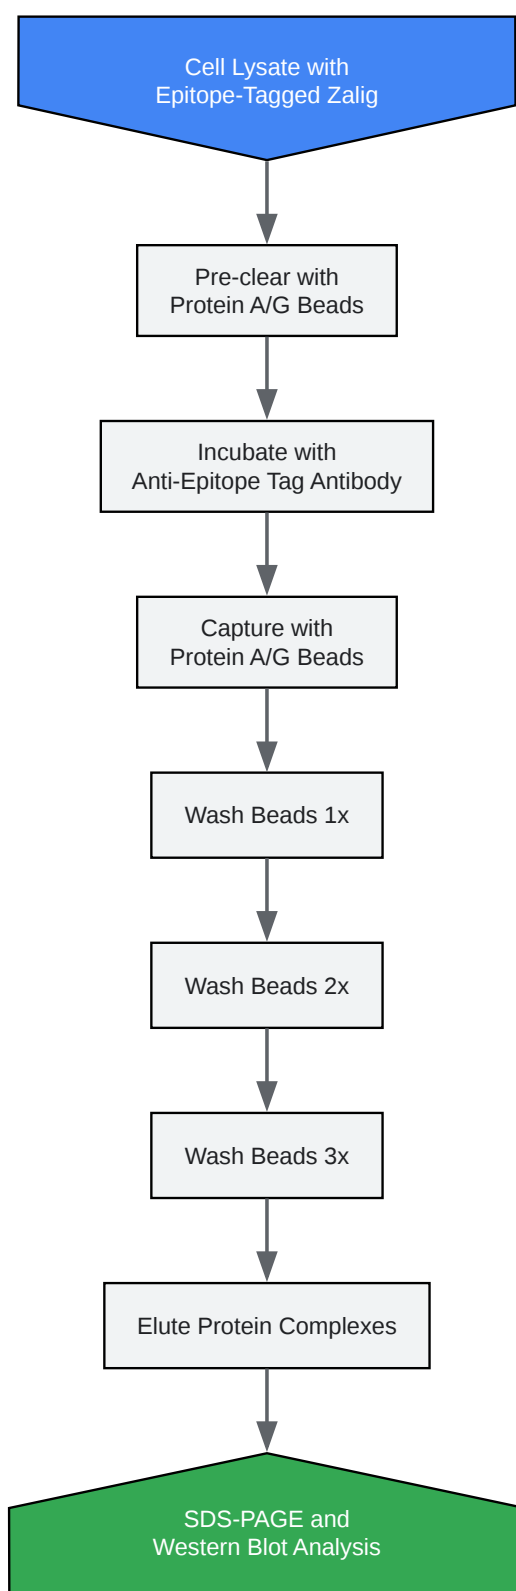 Cell Lysate with
Epitope-Tagged Zalig
Pre-clear with
Protein A/G Beads
Incubate with
Anti-Epitope Tag Antibody
Capture with
Protein A/G Beads
Wash Beads 1x
Wash Beads 2x
Wash Beads 3x
Elute Protein Complexes
SDS-PAGE and
Western Blot Analysis